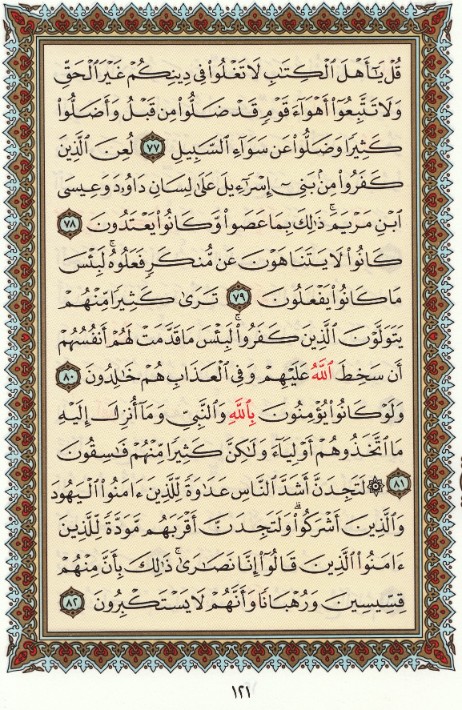 قُلْ يَٰٓأَهْلَ ٱلْكِتَٰبِ لَا تَغْلُوا۟ فِى دِينِكُمْ غَيْرَ ٱلْحَقِّ
وَلَا تَتَّبِعُوٓا۟ أَهْوَآءَ قَوْمٍ قَدْ ضَلُّوا۟ مِن قَبْلُ وَأَضَلُّوا۟
كَثِيرًا وَضَلُّوا۟ عَن سَوَآءِ ٱلسَّبِيلِ ٧٧ لُعِنَ ٱلَّذِينَ
كَفَرُوا۟ مِنۢ بَنِىٓ إِسْرَٰٓءِيلَ عَلَىٰ لِسَانِ دَاوُۥدَ وَعِيسَى
ٱبْنِ مَرْيَمَ ۚ ذَٰلِكَ بِمَا عَصَوا۟ وَّكَانُوا۟ يَعْتَدُونَ ٧٨
كَانُوا۟ لَا يَتَنَاهَوْنَ عَن مُّنكَرٍ فَعَلُوهُ ۚ لَبِئْسَ
مَا كَانُوا۟ يَفْعَلُونَ ٧٩ تَرَىٰ كَثِيرًا مِّنْهُمْ
يَتَوَلَّوْنَ ٱلَّذِينَ كَفَرُوا۟ ۚ لَبِئْسَ مَا قَدَّمَتْ لَهُمْ أَنفُسُهُمْ
أَن سَخِطَ ٱللَّهُ عَلَيْهِمْ وَفِى ٱلْعَذَابِ هُمْ خَٰلِدُونَ ٨٠
وَلَوْ كَانُوا۟ يُؤْمِنُونَ بِٱللَّهِ وَٱلنَّبِىِّ وَمَآ أُنزِلَ إِلَيْهِ
مَا ٱتَّخَذُوهُمْ أَوْلِيَآءَ وَلَٰكِنَّ كَثِيرًا مِّنْهُمْ فَٰسِقُونَ
٨١ ۞ لَتَجِدَنَّ أَشَدَّ ٱلنَّاسِ عَدَٰوَةً لِّلَّذِينَ ءَامَنُوا۟ ٱلْيَهُودَ
وَٱلَّذِينَ أَشْرَكُوا۟ ۖ وَلَتَجِدَنَّ أَقْرَبَهُم مَّوَدَّةً لِّلَّذِينَ
ءَامَنُوا۟ ٱلَّذِينَ قَالُوٓا۟ إِنَّا نَصَٰرَىٰ ۚ ذَٰلِكَ بِأَنَّ مِنْهُمْ
قِسِّيسِينَ وَرُهْبَانًا وَأَنَّهُمْ لَا يَسْتَكْبِرُونَ ٨٢
١٢١